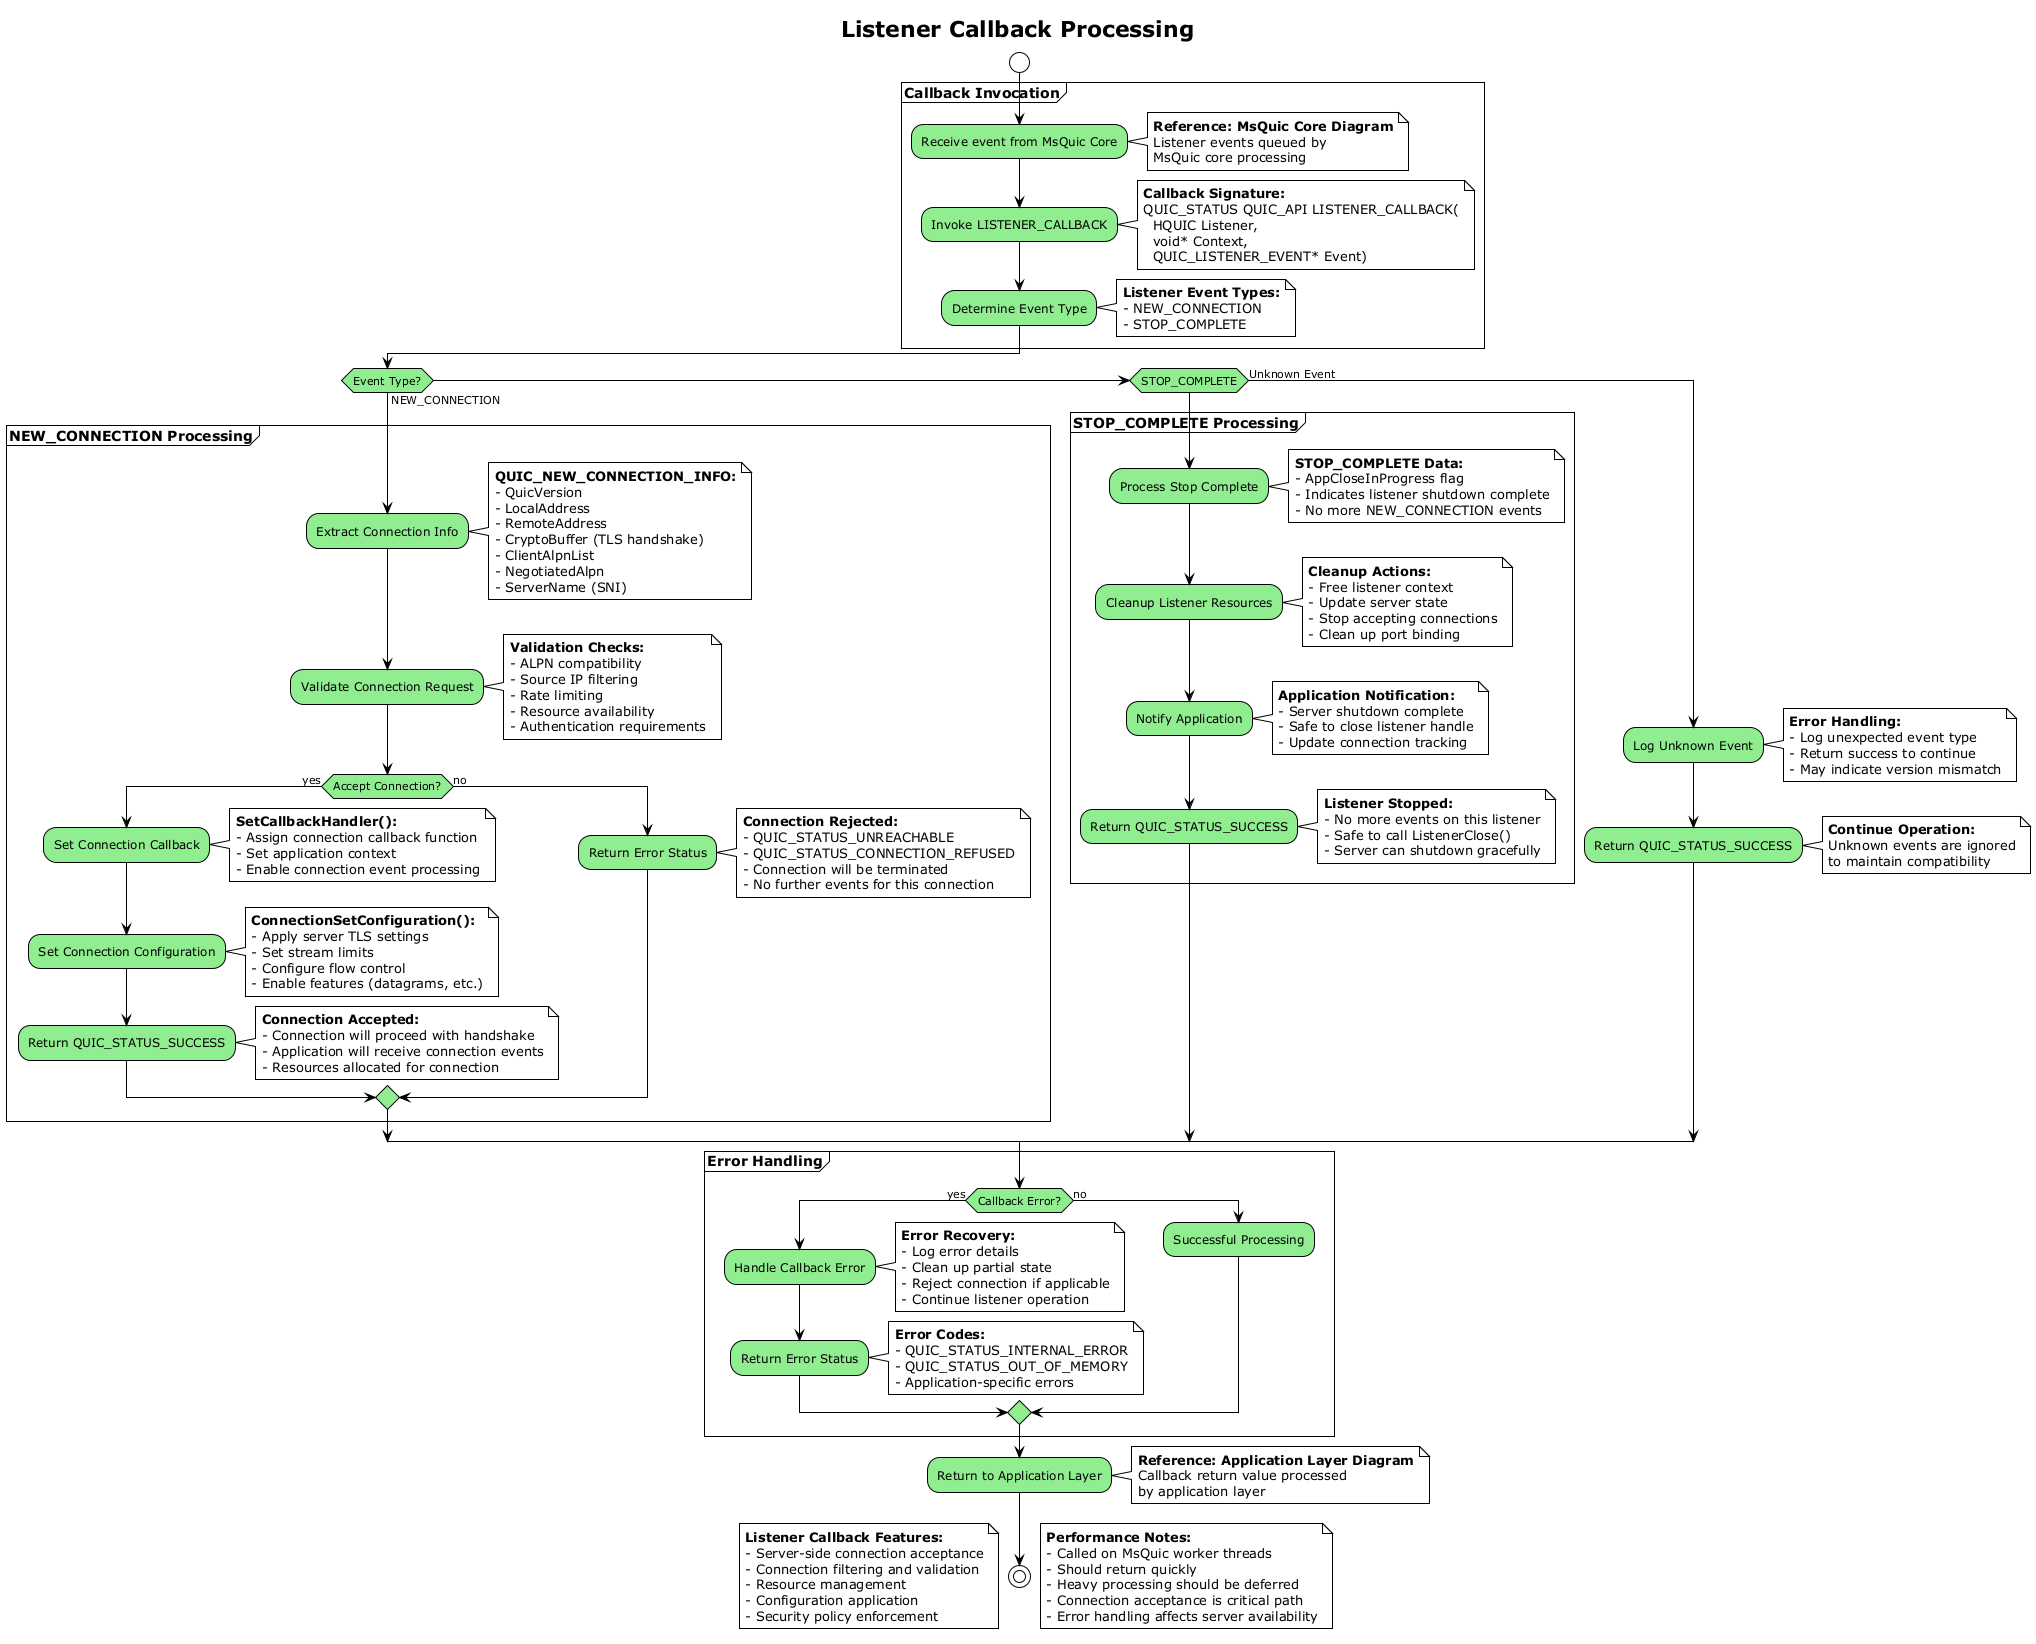 Listener Callback Processing
Callback Invocation
Receive event from MsQuic Core
Reference: MsQuic Core Diagram
Listener events queued by
MsQuic core processing
Invoke LISTENER_CALLBACK
Callback Signature:
QUIC_STATUS QUIC_API LISTENER_CALLBACK(
HQUIC Listener,
void* Context,
QUIC_LISTENER_EVENT* Event)
Determine Event Type
Listener Event Types:
- NEW_CONNECTION
- STOP_COMPLETE
Event Type?
NEW_CONNECTION
STOP_COMPLETE
Unknown Event
NEW_CONNECTION Processing
Extract Connection Info
QUIC_NEW_CONNECTION_INFO:
- QuicVersion
- LocalAddress
- RemoteAddress
- CryptoBuffer (TLS handshake)
- ClientAlpnList
- NegotiatedAlpn
- ServerName (SNI)
Validate Connection Request
Validation Checks:
- ALPN compatibility
- Source IP filtering
- Rate limiting
- Resource availability
- Authentication requirements
Accept Connection?
yes
no
Set Connection Callback
SetCallbackHandler():
- Assign connection callback function
- Set application context
- Enable connection event processing
Set Connection Configuration
ConnectionSetConfiguration():
- Apply server TLS settings
- Set stream limits
- Configure flow control
- Enable features (datagrams, etc.)
Return QUIC_STATUS_SUCCESS
Connection Accepted:
- Connection will proceed with handshake
- Application will receive connection events
- Resources allocated for connection
Return Error Status
Connection Rejected:
- QUIC_STATUS_UNREACHABLE
- QUIC_STATUS_CONNECTION_REFUSED
- Connection will be terminated
- No further events for this connection
STOP_COMPLETE Processing
Process Stop Complete
STOP_COMPLETE Data:
- AppCloseInProgress flag
- Indicates listener shutdown complete
- No more NEW_CONNECTION events
Cleanup Listener Resources
Cleanup Actions:
- Free listener context
- Update server state
- Stop accepting connections
- Clean up port binding
Notify Application
Application Notification:
- Server shutdown complete
- Safe to close listener handle
- Update connection tracking
Return QUIC_STATUS_SUCCESS
Listener Stopped:
- No more events on this listener
- Safe to call ListenerClose()
- Server can shutdown gracefully
Log Unknown Event
Error Handling:
- Log unexpected event type
- Return success to continue
- May indicate version mismatch
Return QUIC_STATUS_SUCCESS
Continue Operation:
Unknown events are ignored
to maintain compatibility
Error Handling
Callback Error?
yes
no
Handle Callback Error
Error Recovery:
- Log error details
- Clean up partial state
- Reject connection if applicable
- Continue listener operation
Return Error Status
Error Codes:
- QUIC_STATUS_INTERNAL_ERROR
- QUIC_STATUS_OUT_OF_MEMORY
- Application-specific errors
Successful Processing
Return to Application Layer
Reference: Application Layer Diagram
Callback return value processed
by application layer
Listener Callback Features:
- Server-side connection acceptance
- Connection filtering and validation
- Resource management
- Configuration application
- Security policy enforcement
Performance Notes:
- Called on MsQuic worker threads
- Should return quickly
- Heavy processing should be deferred
- Connection acceptance is critical path
- Error handling affects server availability